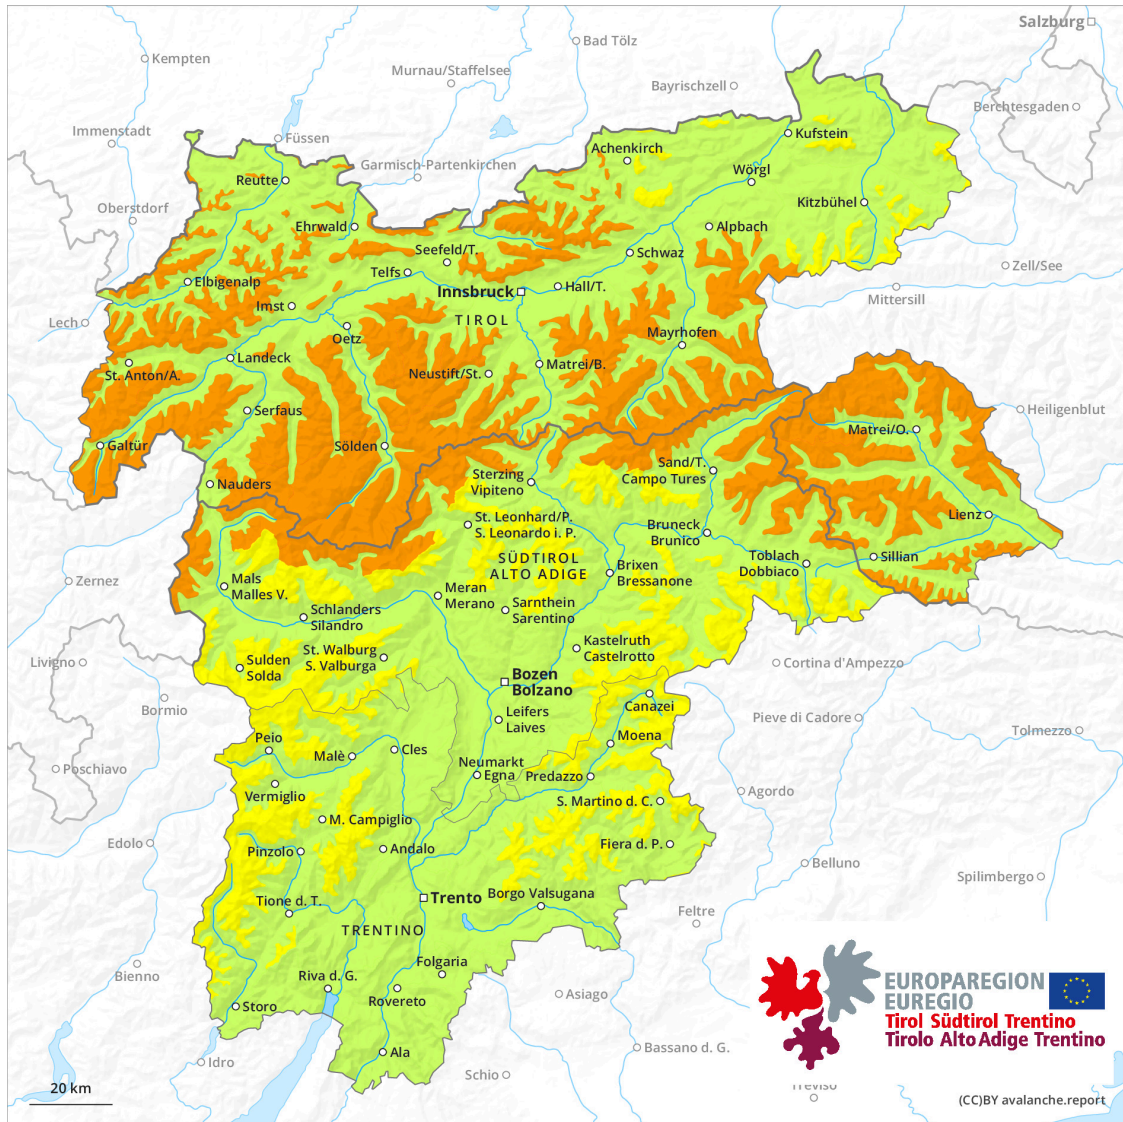 Salzburg
Bad Tölz
Kempten
Murnau/Staffelsee
Bayrischzell
Berchtesgaden
Immenstadt
Füssen
Kufstein
Achenkirch
Garmisch-Partenkirchen
Wörgl
Reutte
Kitzbühel
Oberstdorf
Ehrwald
Alpbach
Seefeld/T.
Schwaz
Zell/See
Telfs
Elbigenalp
Hall/T.
Innsbruck
Mittersill
Imst
TIROL
Lech
Oetz
Mayrhofen
Landeck
Matrei/B.
St. Anton/A.
Neustift/St.
Serfaus
Heiligenblut
Matrei/O.
Galtür
Sölden
Sand/T.
Campo Tures
Sterzing
Vipiteno
Nauders
Lienz
St. Leonhard/P.
S. Leonardo i. P.
Bruneck
Brunico
SÜDTIROL
ALTO ADIGE
Toblach
Dobbiaco
Sillian
Brixen
Bressanone
Zernez
Mals
Malles V.
Meran
Merano
Sarnthein
Sarentino
Schlanders
Silandro
Kastelruth
Castelrotto
St. Walburg
S. Valburga
Livigno
Sulden
Solda
Cortina d'Ampezzo
Bozen
Bolzano
Canazei
Bormio
Leifers
Laives
Pieve di Cadore
Tolmezzo
Peio
Moena
Cles
Malè
Neumarkt
Egna
Predazzo
Poschiavo
Vermiglio
Agordo
S. Martino d. C.
M. Campiglio
Edolo
Pinzolo
Andalo
Fiera d. P.
Belluno
Spilimbergo
Trento
Borgo Valsugana
Tione d. T.
Feltre
TRENTINO
Folgaria
Bienno
Riva d. G.
EUROPAREGION
EUREGIO
Tirol Südtirol Trentino
Tirolo Alto Adige Trentino
Rovereto
Asiago
Storo
Ala
Bassano d. G.
Idro
Schio
Treviso
20 km
(CC)BY avalanche.report